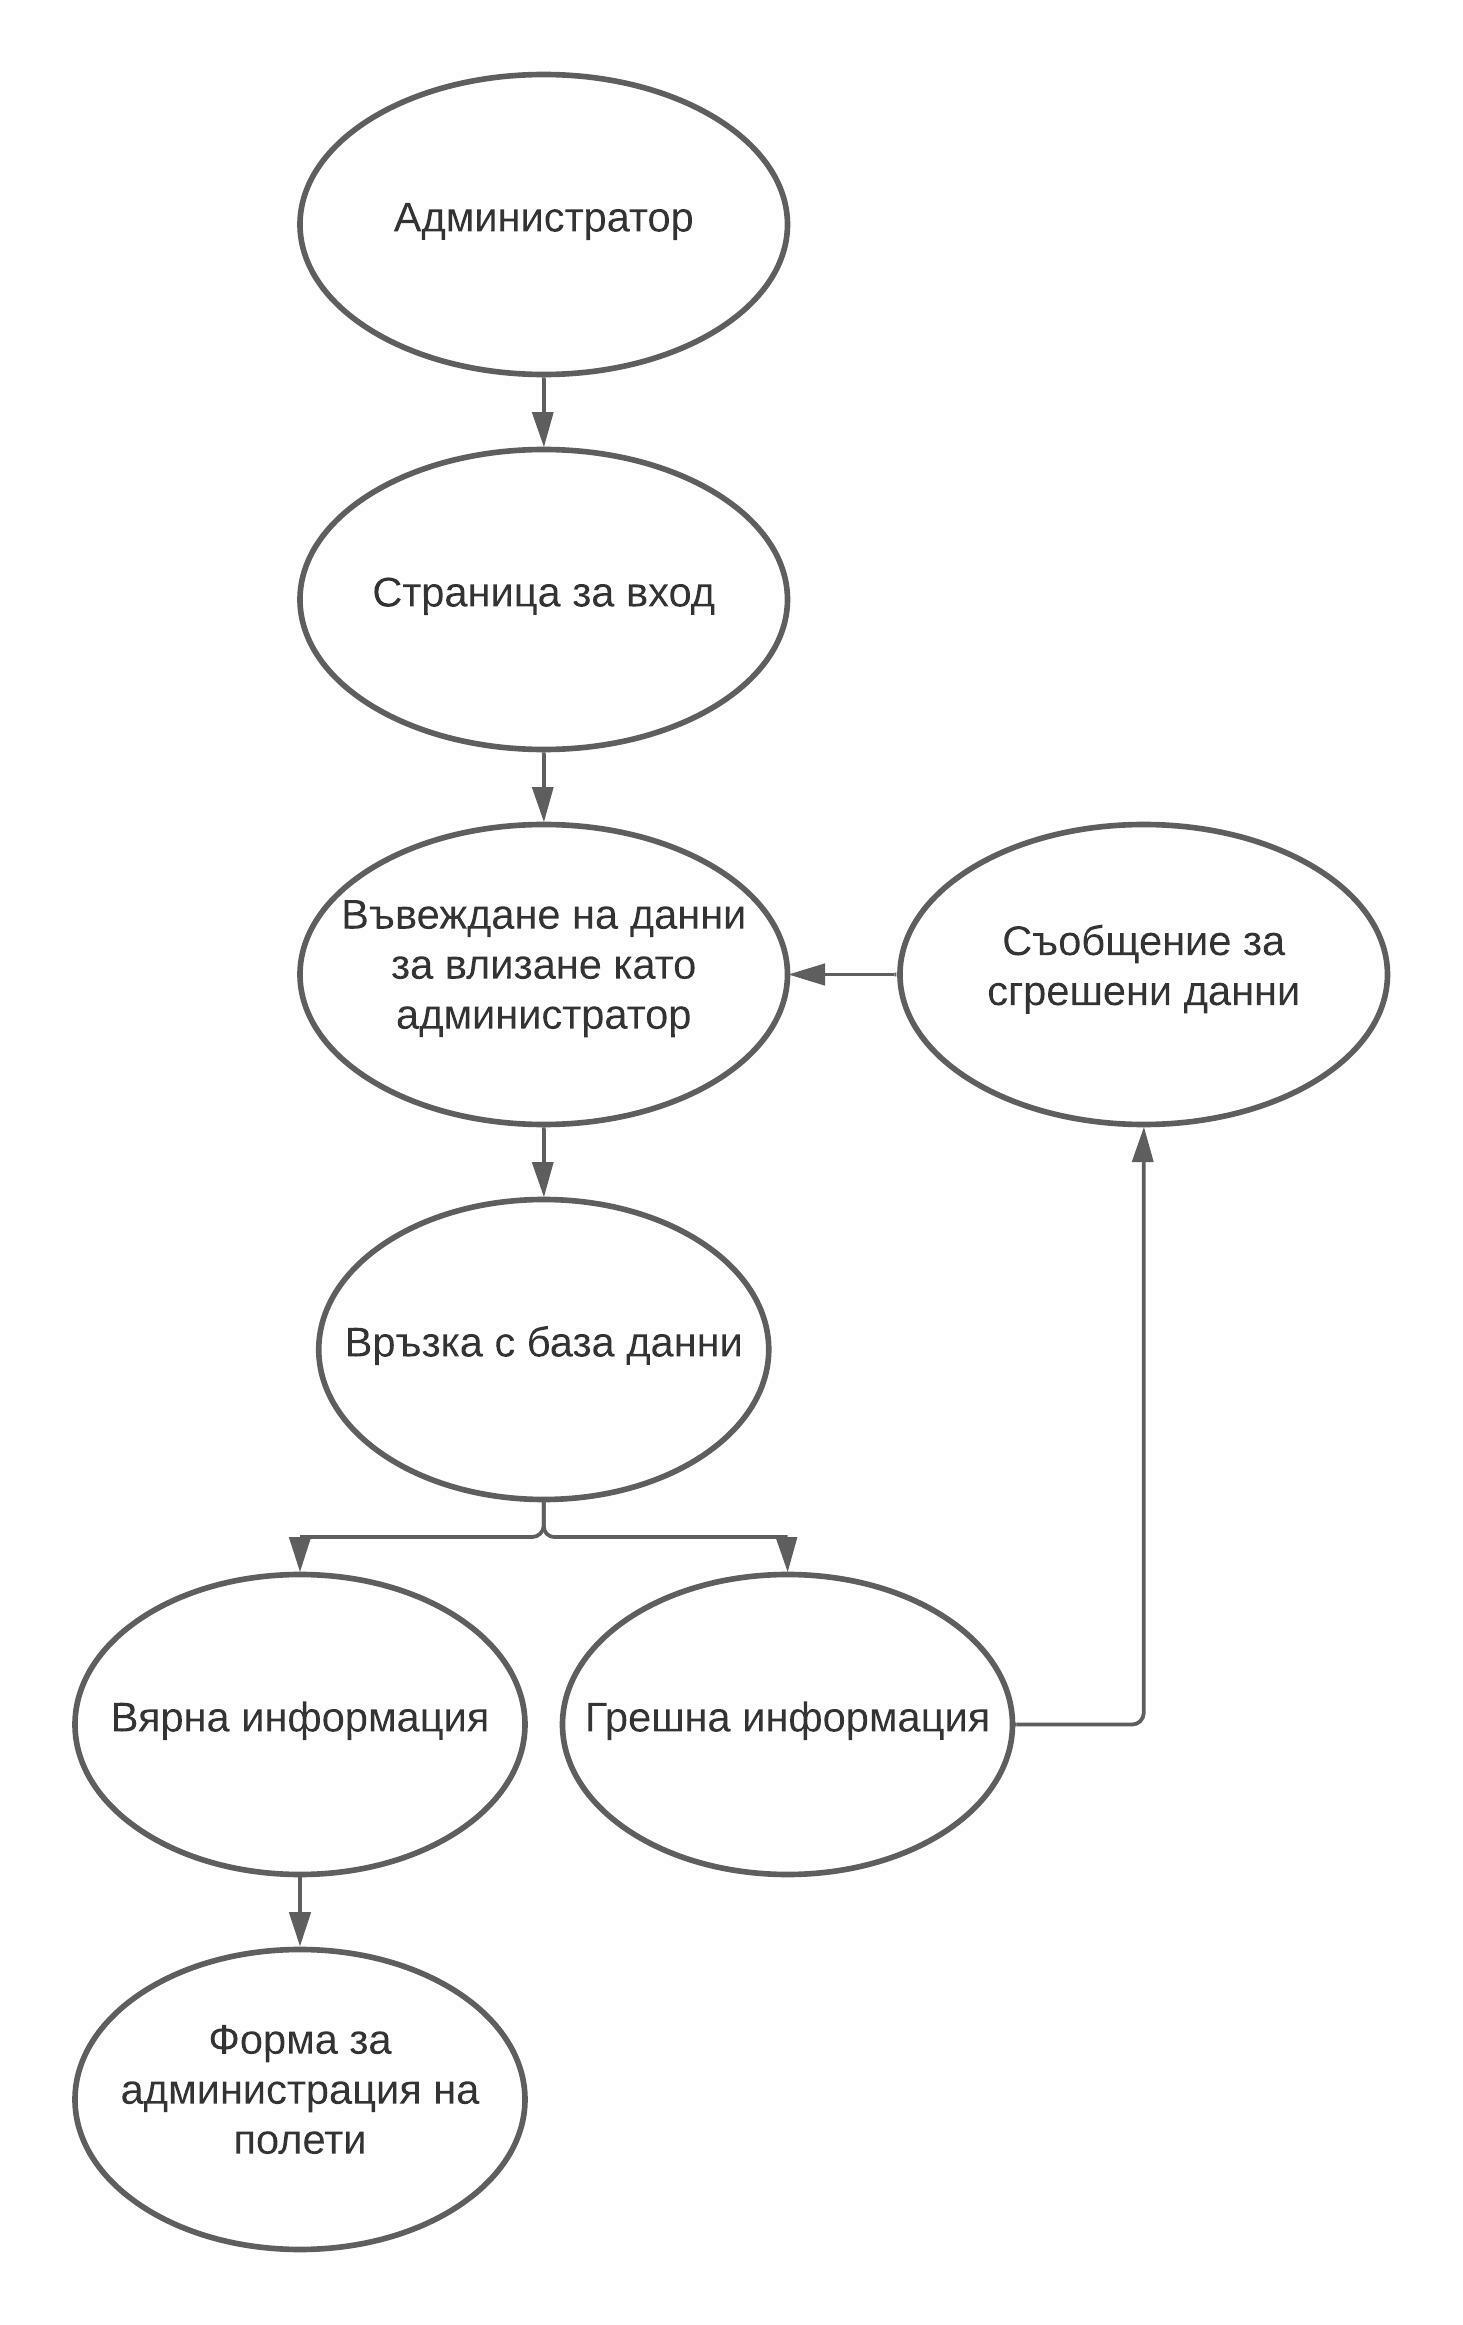 Администратор
Страница за вход
Въвеждане на данни
за влизане като
администратор
Съобщение за
сгрешени данни
Връзка с база данни
Вярна информация
Грешна информация
Форма за
администрация на
полети